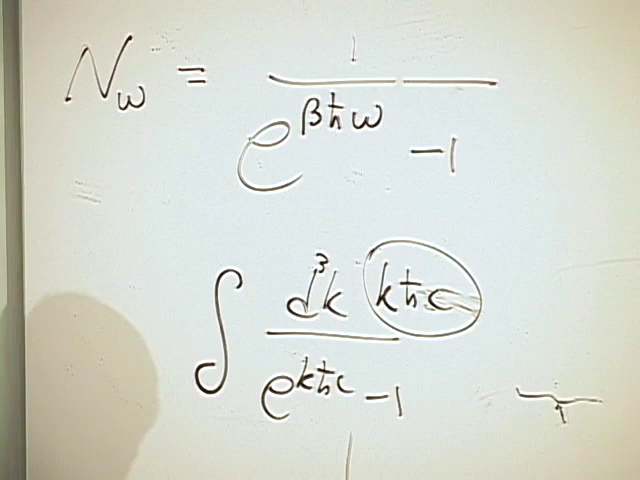 N_ω = 1 / (e^{βħω} - 1)
∫ d³k kħc / (e^{kħc} - 1)